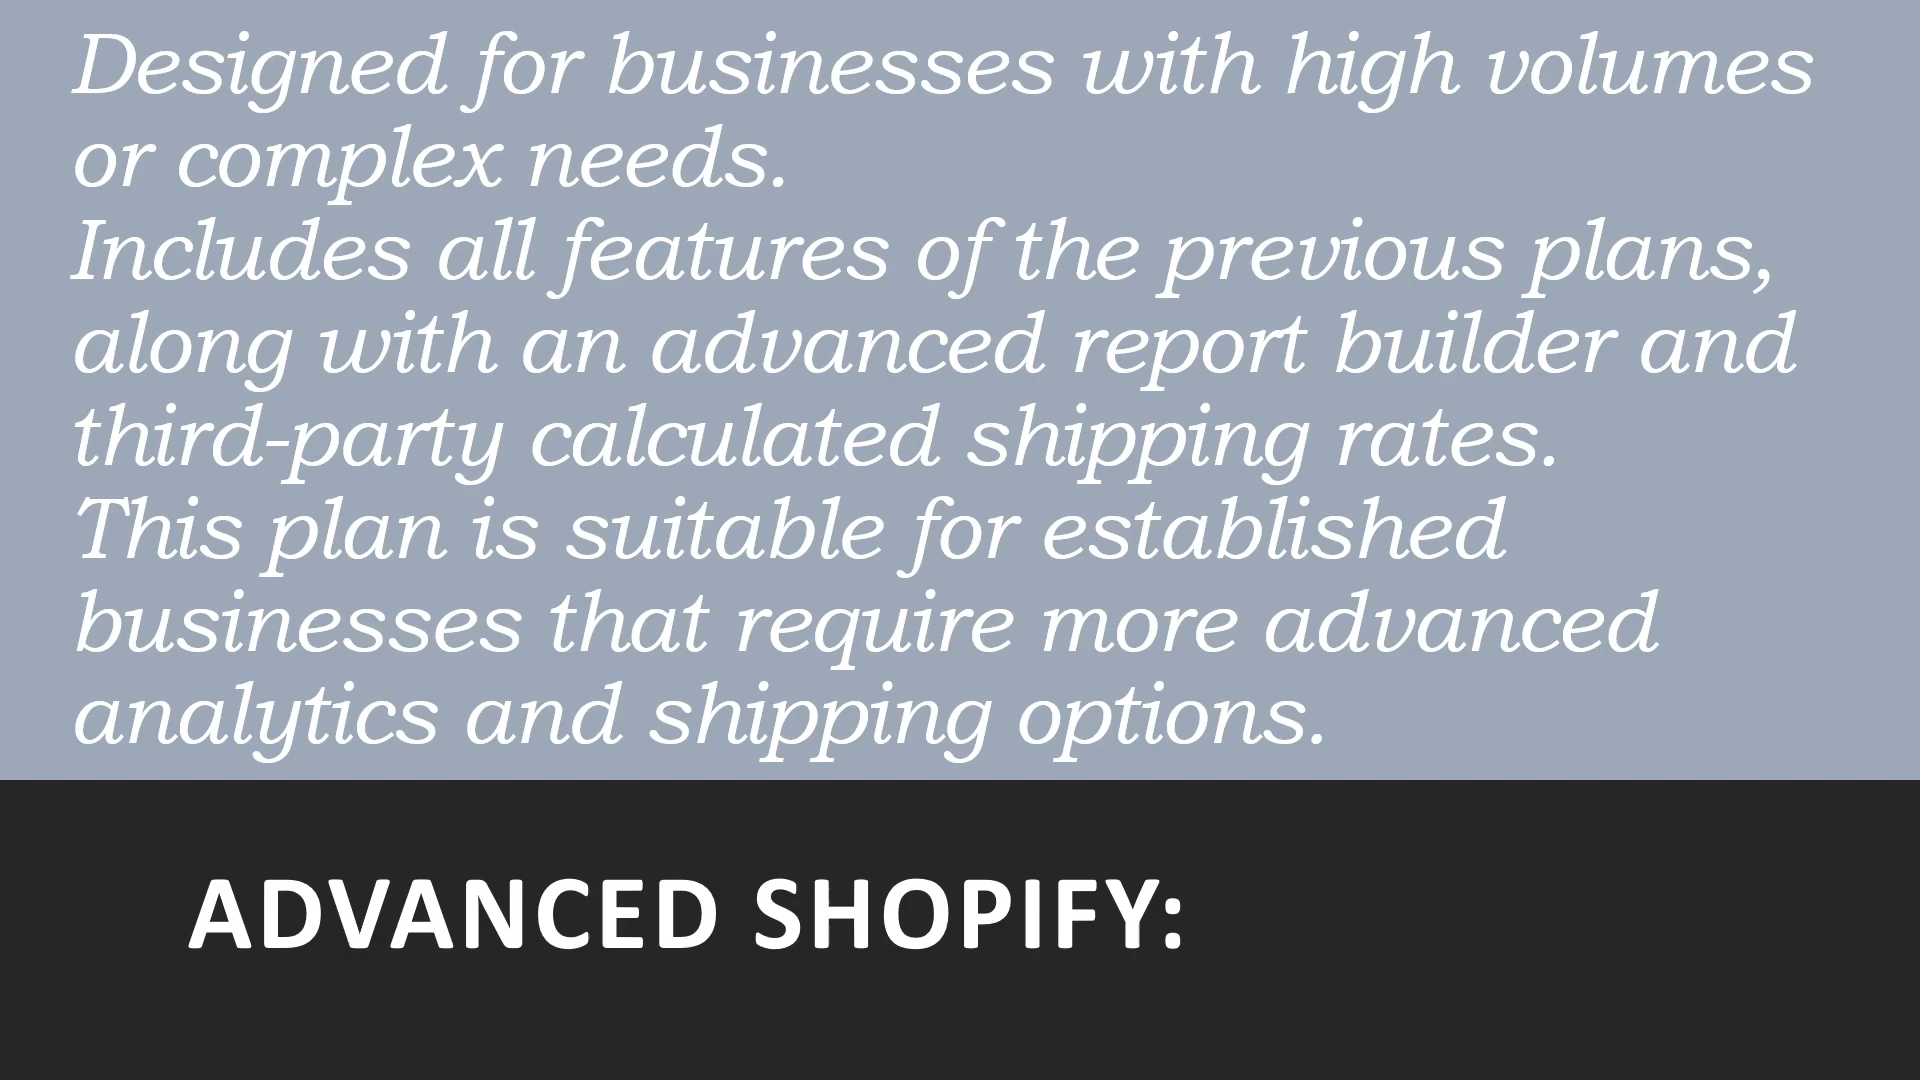 Designed for businesses with high volumes
or complex needs.
Includes all features of the previous plans,
along with an advanced report builder and
third-party calculated shipping rates.
This plan is suitable for established
businesses that require more advanced
analytics and shipping options.
ADVANCED SHOPIFY: